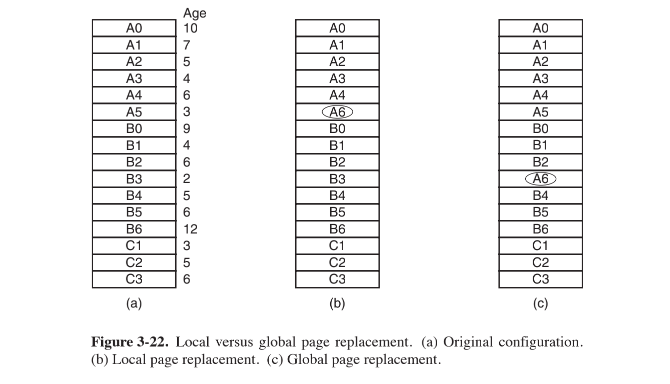 Age
A0 10 A0 A0
A1 7 A1 A1
A2 5 A2 A2
A3 4 A3 A3
A4 6 A4 A4
A5 3 A6 A5
B0 9 B0 B0
B1 4 B1 B1
B2 6 B2 B2
B3 2 B3 A6
B4 5 B4 B4
B5 6 B5 B5
B6 12 B6 B6
C1 3 C1 C1
C2 5 C2 C2
C3 6 C3 C3
(a) (b) (c)
Figure 3-22. Local versus global page replacement. (a) Original configuration.
(b) Local page replacement. (c) Global page replacement.